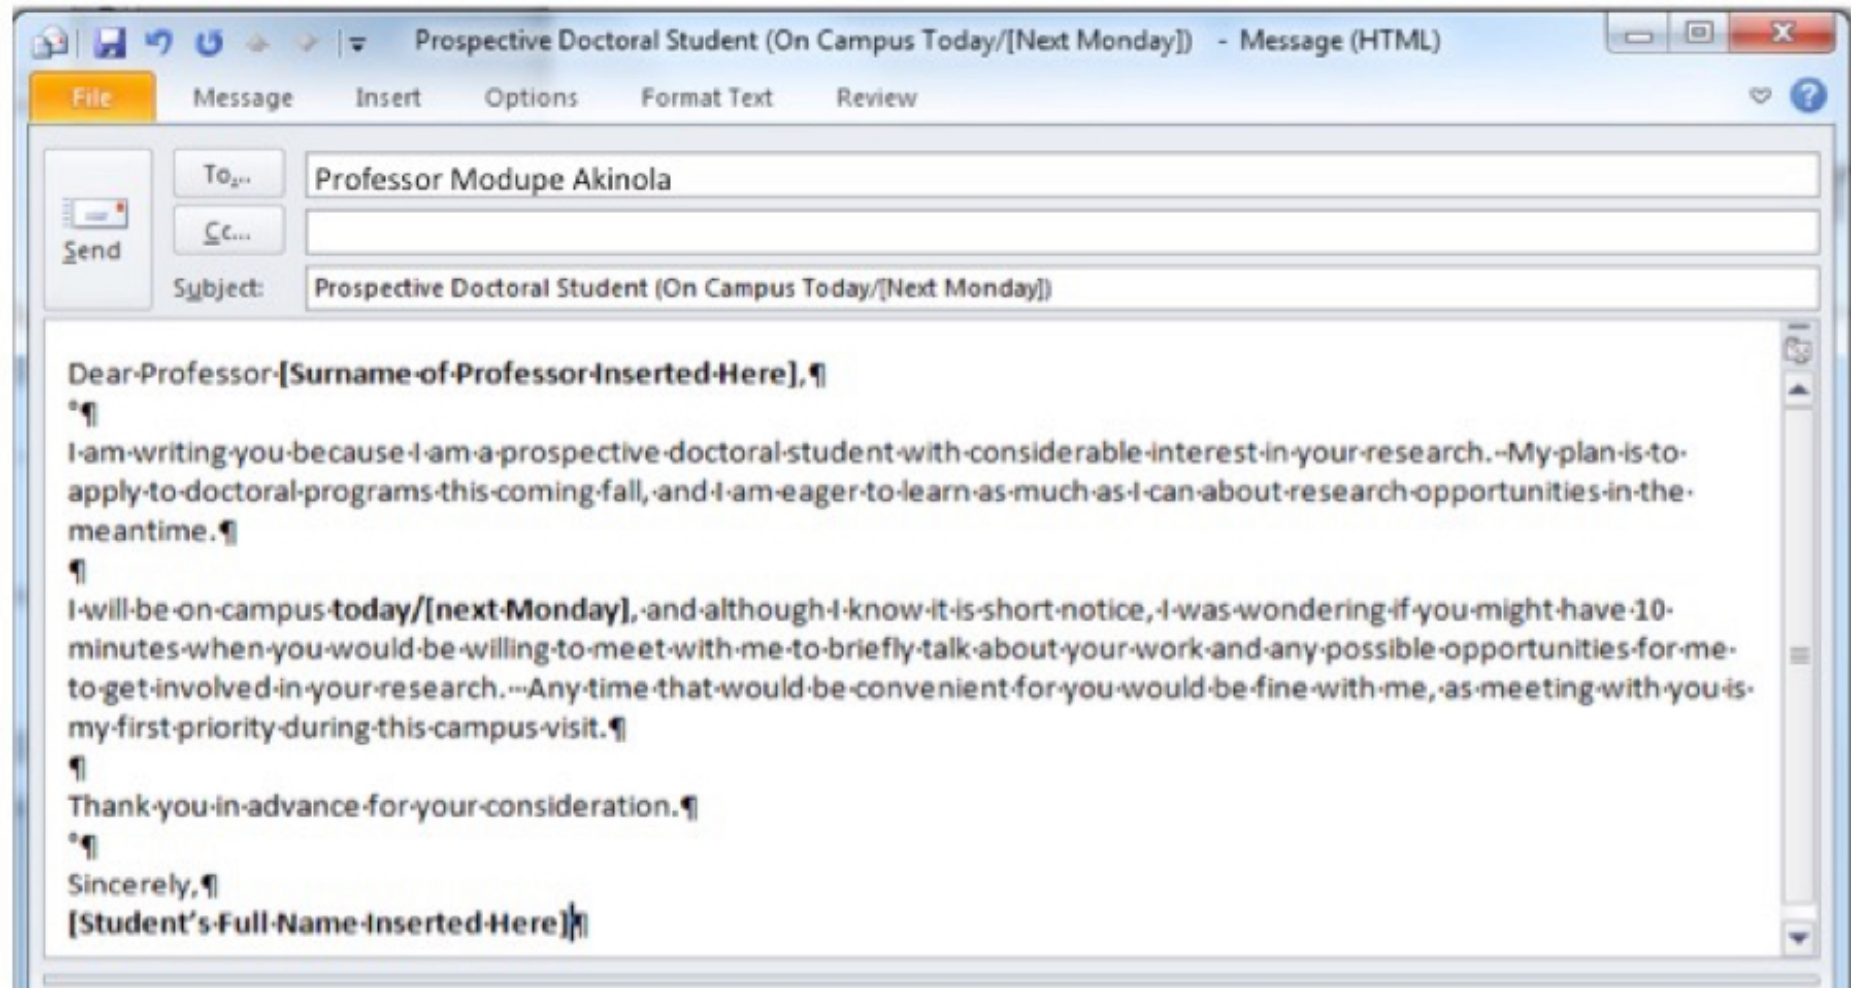 Prospective Doctoral Student (On Campus Today/[Next Monday]) - Message (HTML)
File Message Insert Options Format Text Review
To...
Professor Modupe Akinola
Cc...
Send
Subject:
Prospective Doctoral Student (On Campus Today/[Next Monday])
Dear·Professor·[Surname·of·Professor·Inserted·Here],¶
°¶
I·am·writing·you·because·I·am·a·prospective·doctoral·student·with·considerable·interest·in·your·research.··My·plan·is·to·
apply·to·doctoral·programs·this·coming·fall,·and·I·am·eager·to·learn·as·much·as·I·can·about·research·opportunities·in·the·
meantime.¶
¶
I·will·be·on·campus·today/[next·Monday],·and·although·I·know·it·is·short·notice,·I·was·wondering·if·you·might·have·10·
minutes·when·you·would·be·willing·to·meet·with·me·to·briefly·talk·about·your·work·and·any·possible·opportunities·for·me·
to·get·involved·in·your·research.···Any·time·that·would·be·convenient·for·you·would·be·fine·with·me,·as·meeting·with·you·is·
my·first·priority·during·this·campus·visit.¶
¶
Thank·you·in·advance·for·your·consideration.¶
°¶
Sincerely,¶
[Student's·Full·Name·Inserted·Here]¶